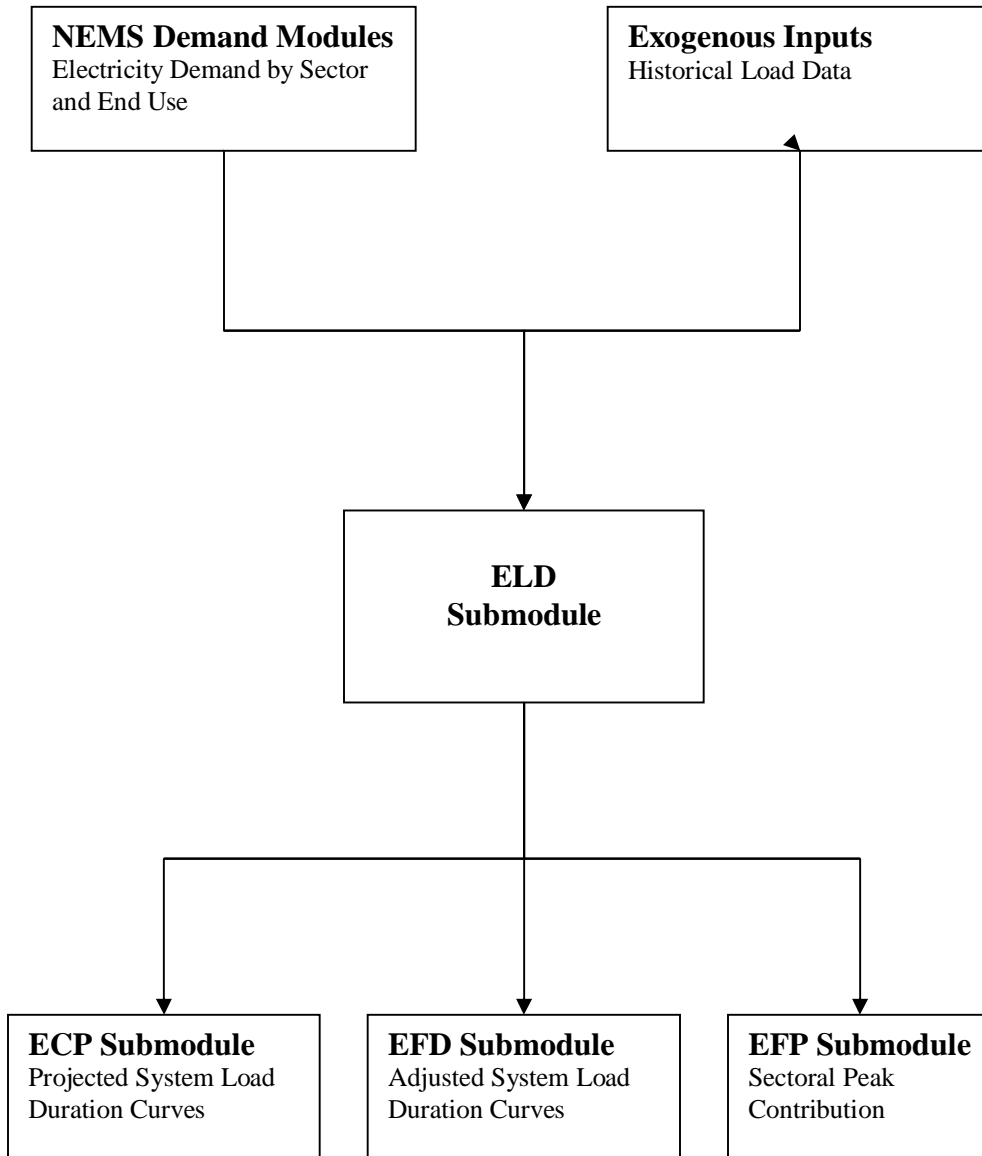 NEMS Demand Modules
Electricity Demand by Sector
and End Use
Exogenous Inputs
Historical Load Data
ELD
Submodule
ECP Submodule
Projected System Load
Duration Curves
EFD Submodule
Adjusted System Load
Duration Curves
EFP Submodule
Sectoral Peak
Contribution